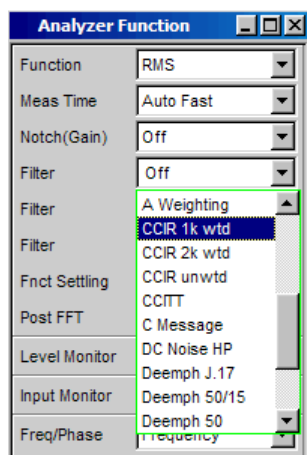 Analyzer Function
Function RMS
Meas Time Auto Fast
Notch(Gain) Off
Filter Off
Filter A Weighting
CCIR 1k wtd
Filter CCIR 2k wtd
CCIR unwtd
Fnct Settling CCITT
Post FFT C Message
DC Noise HP
Level Monitor Deemph J.17
Input Monitor Deemph 50/15
Deemph 50
Freq/Phase Frequency